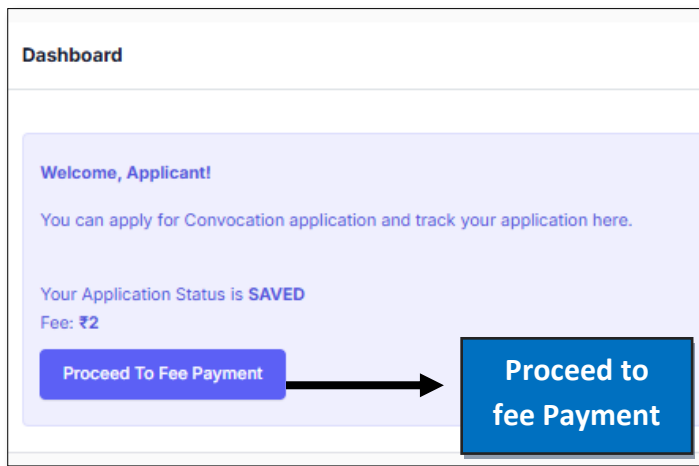 Dashboard
Welcome, Applicant!
You can apply for Convocation application and track your application here.
Your Application Status is SAVED
Fee: ₹2
Proceed To Fee Payment
Proceed to
fee Payment